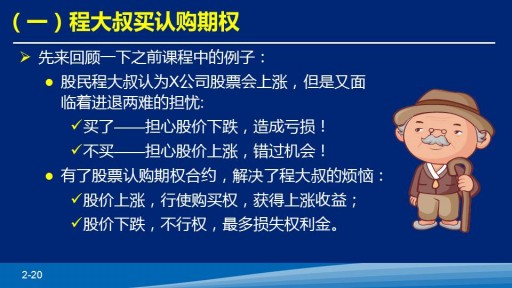 （一）程大叔买认购期权
先来回顾一下之前课程中的例子：
股民程大叔认为X公司股票会上涨，但是又面
临着进退两难的担忧:
买了——担心股价下跌，造成亏损！
不买——担心股价上涨，错过机会！
有了股票认购期权合约，解决了程大叔的烦恼：
股价上涨，行使购买权，获得上涨收益；
股价下跌，不行权，最多损失权利金。
2-20